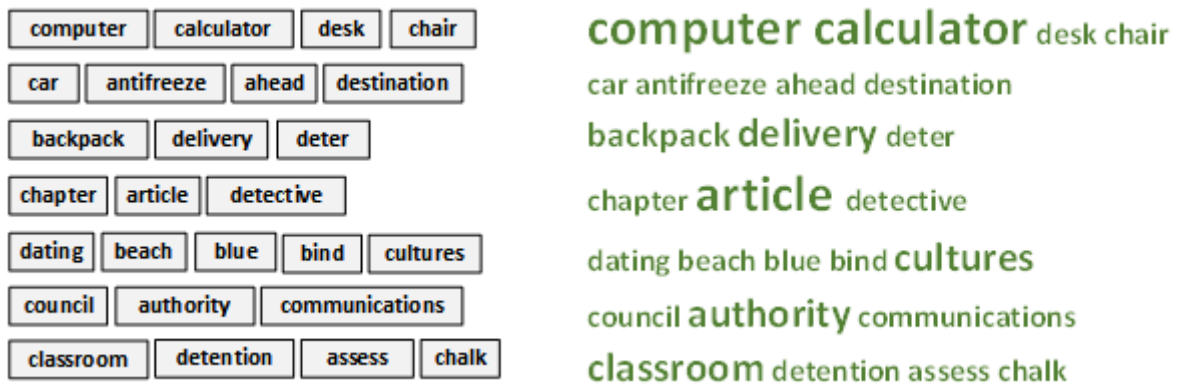 computer calculator desk chair
car antifreeze ahead destination
backpack delivery deter
chapter article detective
dating beach blue bind cultures
council authority communications
classroom detention assess chalk
computer calculator desk chair
car antifreeze ahead destination
backpack delivery deter
chapter article detective
dating beach blue bind cultures
council authority communications
classroom detention assess chalk